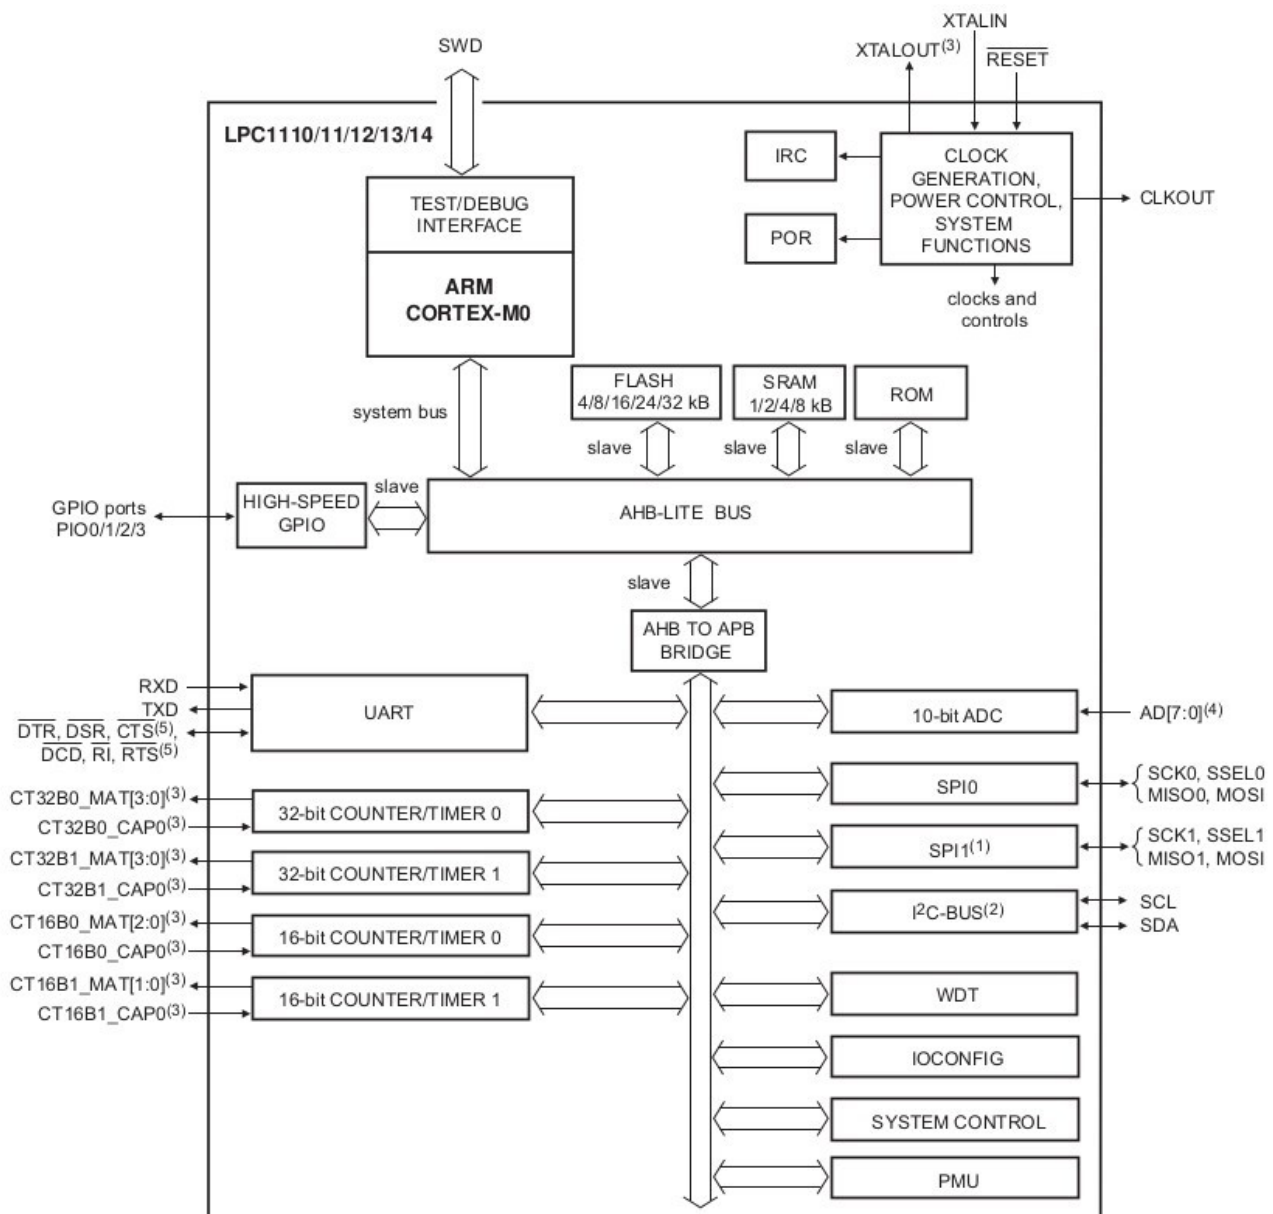 XTALIN
SWD
XTALOUT(3)
RESET
LPC1110/11/12/13/14
IRC
CLOCK
GENERATION,
POWER CONTROL,
SYSTEM
FUNCTIONS
CLKOUT
TEST/DEBUG
INTERFACE
POR
ARM
CORTEX-M0
clocks and
controls
FLASH
4/8/16/24/32 kB
SRAM
1/2/4/8 kB
ROM
system bus
slave
slave
slave
slave
HIGH-SPEED
GPIO
GPIO ports
PIO0/1/2/3
AHB-LITE BUS
slave
AHB TO APB
BRIDGE
RXD
TXD
DTR, DSR, CTS(5),
DCD, RI, RTS(5)
UART
10-bit ADC
AD[7:0](4)
CT32B0_MAT[3:0](3)
CT32B0_CAP0(3)
32-bit COUNTER/TIMER 0
SPI0
SCK0, SSEL0
MISO0, MOSI
CT32B1_MAT[3:0](3)
CT32B1_CAP0(3)
32-bit COUNTER/TIMER 1
SPI1(1)
SCK1, SSEL1
MISO1, MOSI
CT16B0_MAT[2:0](3)
CT16B0_CAP0(3)
16-bit COUNTER/TIMER 0
I2C-BUS(2)
SCL
SDA
CT16B1_MAT[1:0](3)
CT16B1_CAP0(3)
16-bit COUNTER/TIMER 1
WDT
IOCONFIG
SYSTEM CONTROL
PMU